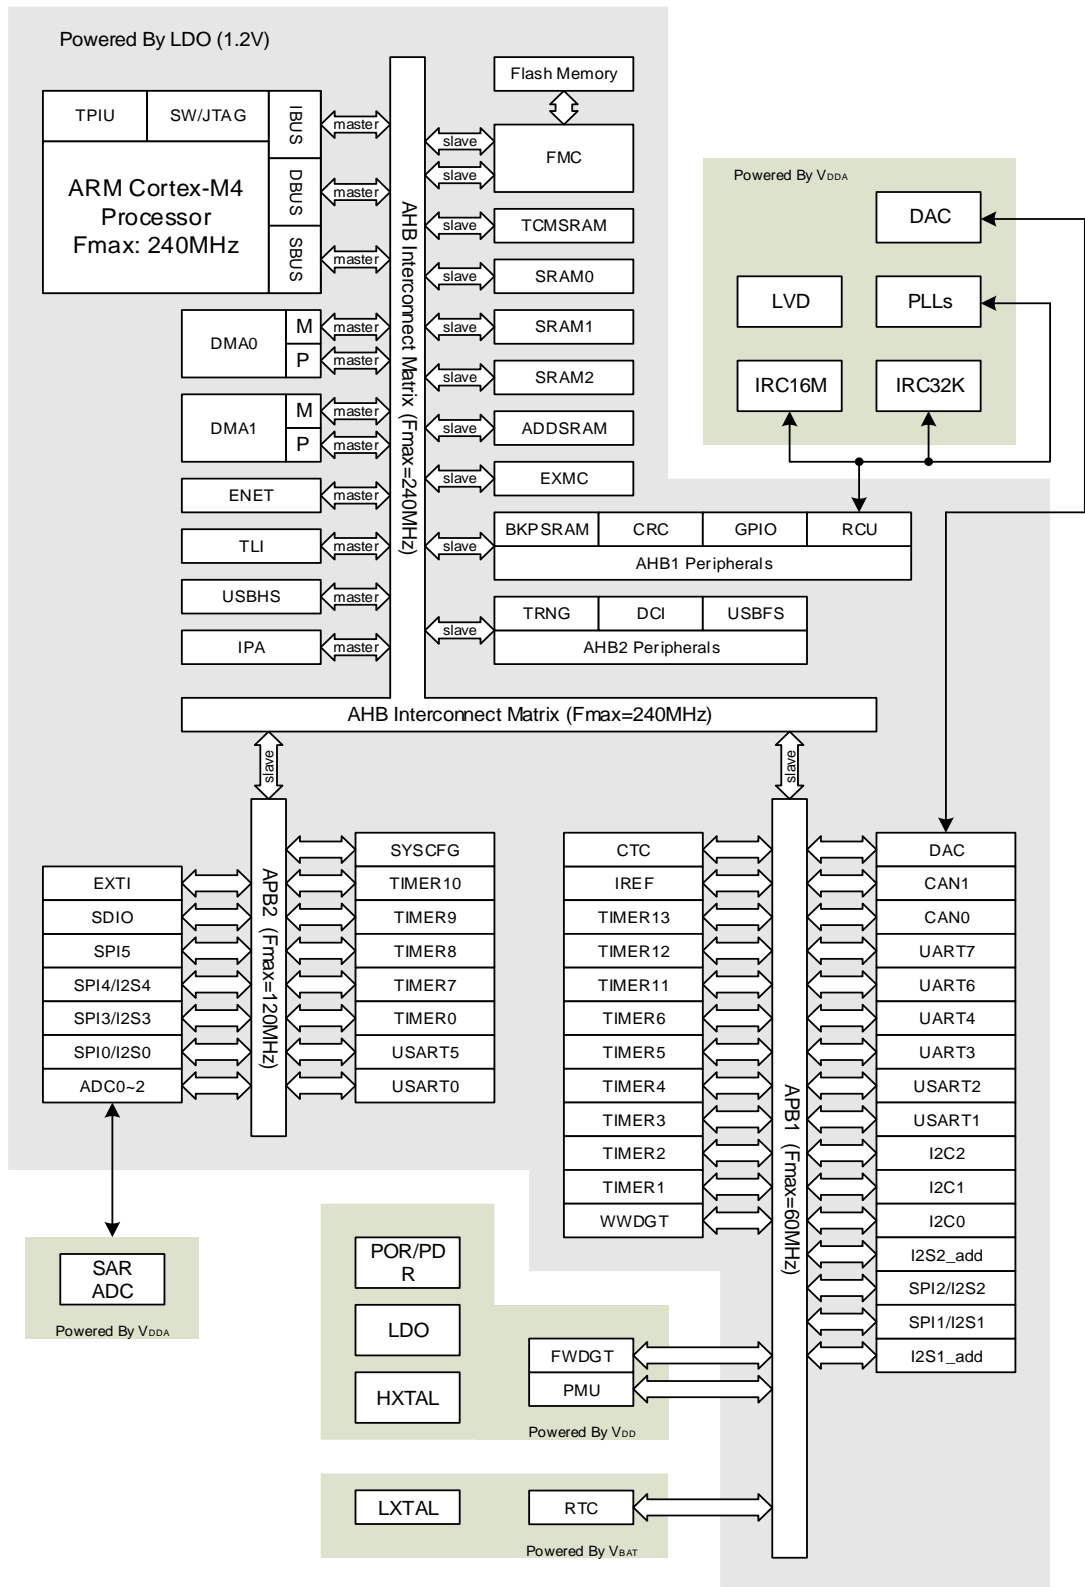 Powered By LDO (1.2V)
TPIU
SW/JTAG
IBUS
DBUS
SBUS
ARM Cortex-M4
Processor
Fmax: 240MHz
master
master
master
DMA0
M
P
master
master
DMA1
M
P
master
master
ENET
master
TLI
master
USBHS
master
IPA
master
AHB Interconnect Matrix (Fmax=240MHz)
Flash Memory
slave
slave
FMC
slave
TCMSRAM
slave
SRAM0
slave
SRAM1
slave
SRAM2
slave
ADDSRAM
slave
EXMC
slave
BKPSRAM
CRC
GPIO
RCU
AHB1 Peripherals
slave
TRNG
DCI
USBFS
AHB2 Peripherals
Powered By VDDA
DAC
LVD
PLLs
IRC16M
IRC32K
AHB Interconnect Matrix (Fmax=240MHz)
slave
slave
EXTI
SDIO
SPI5
SPI4/I2S4
SPI3/I2S3
SPI0/I2S0
ADC0~2
APB2 (Fmax=120MHz)
SYSCFG
TIMER10
TIMER9
TIMER8
TIMER7
TIMER0
USART5
USART0
CTC
IREF
TIMER13
TIMER12
TIMER11
TIMER6
TIMER5
TIMER4
TIMER3
TIMER2
TIMER1
WWDGT
APB1 (Fmax=60MHz)
DAC
CAN1
CAN0
UART7
UART6
UART4
UART3
USART2
USART1
I2C2
I2C1
I2C0
I2S2_add
SPI2/I2S2
SPI1/I2S1
I2S1_add
SAR
ADC
Powered By VDDA
POR/PD
R
LDO
HXTAL
FWDGT
PMU
Powered By VDD
LXTAL
RTC
Powered By VBAT